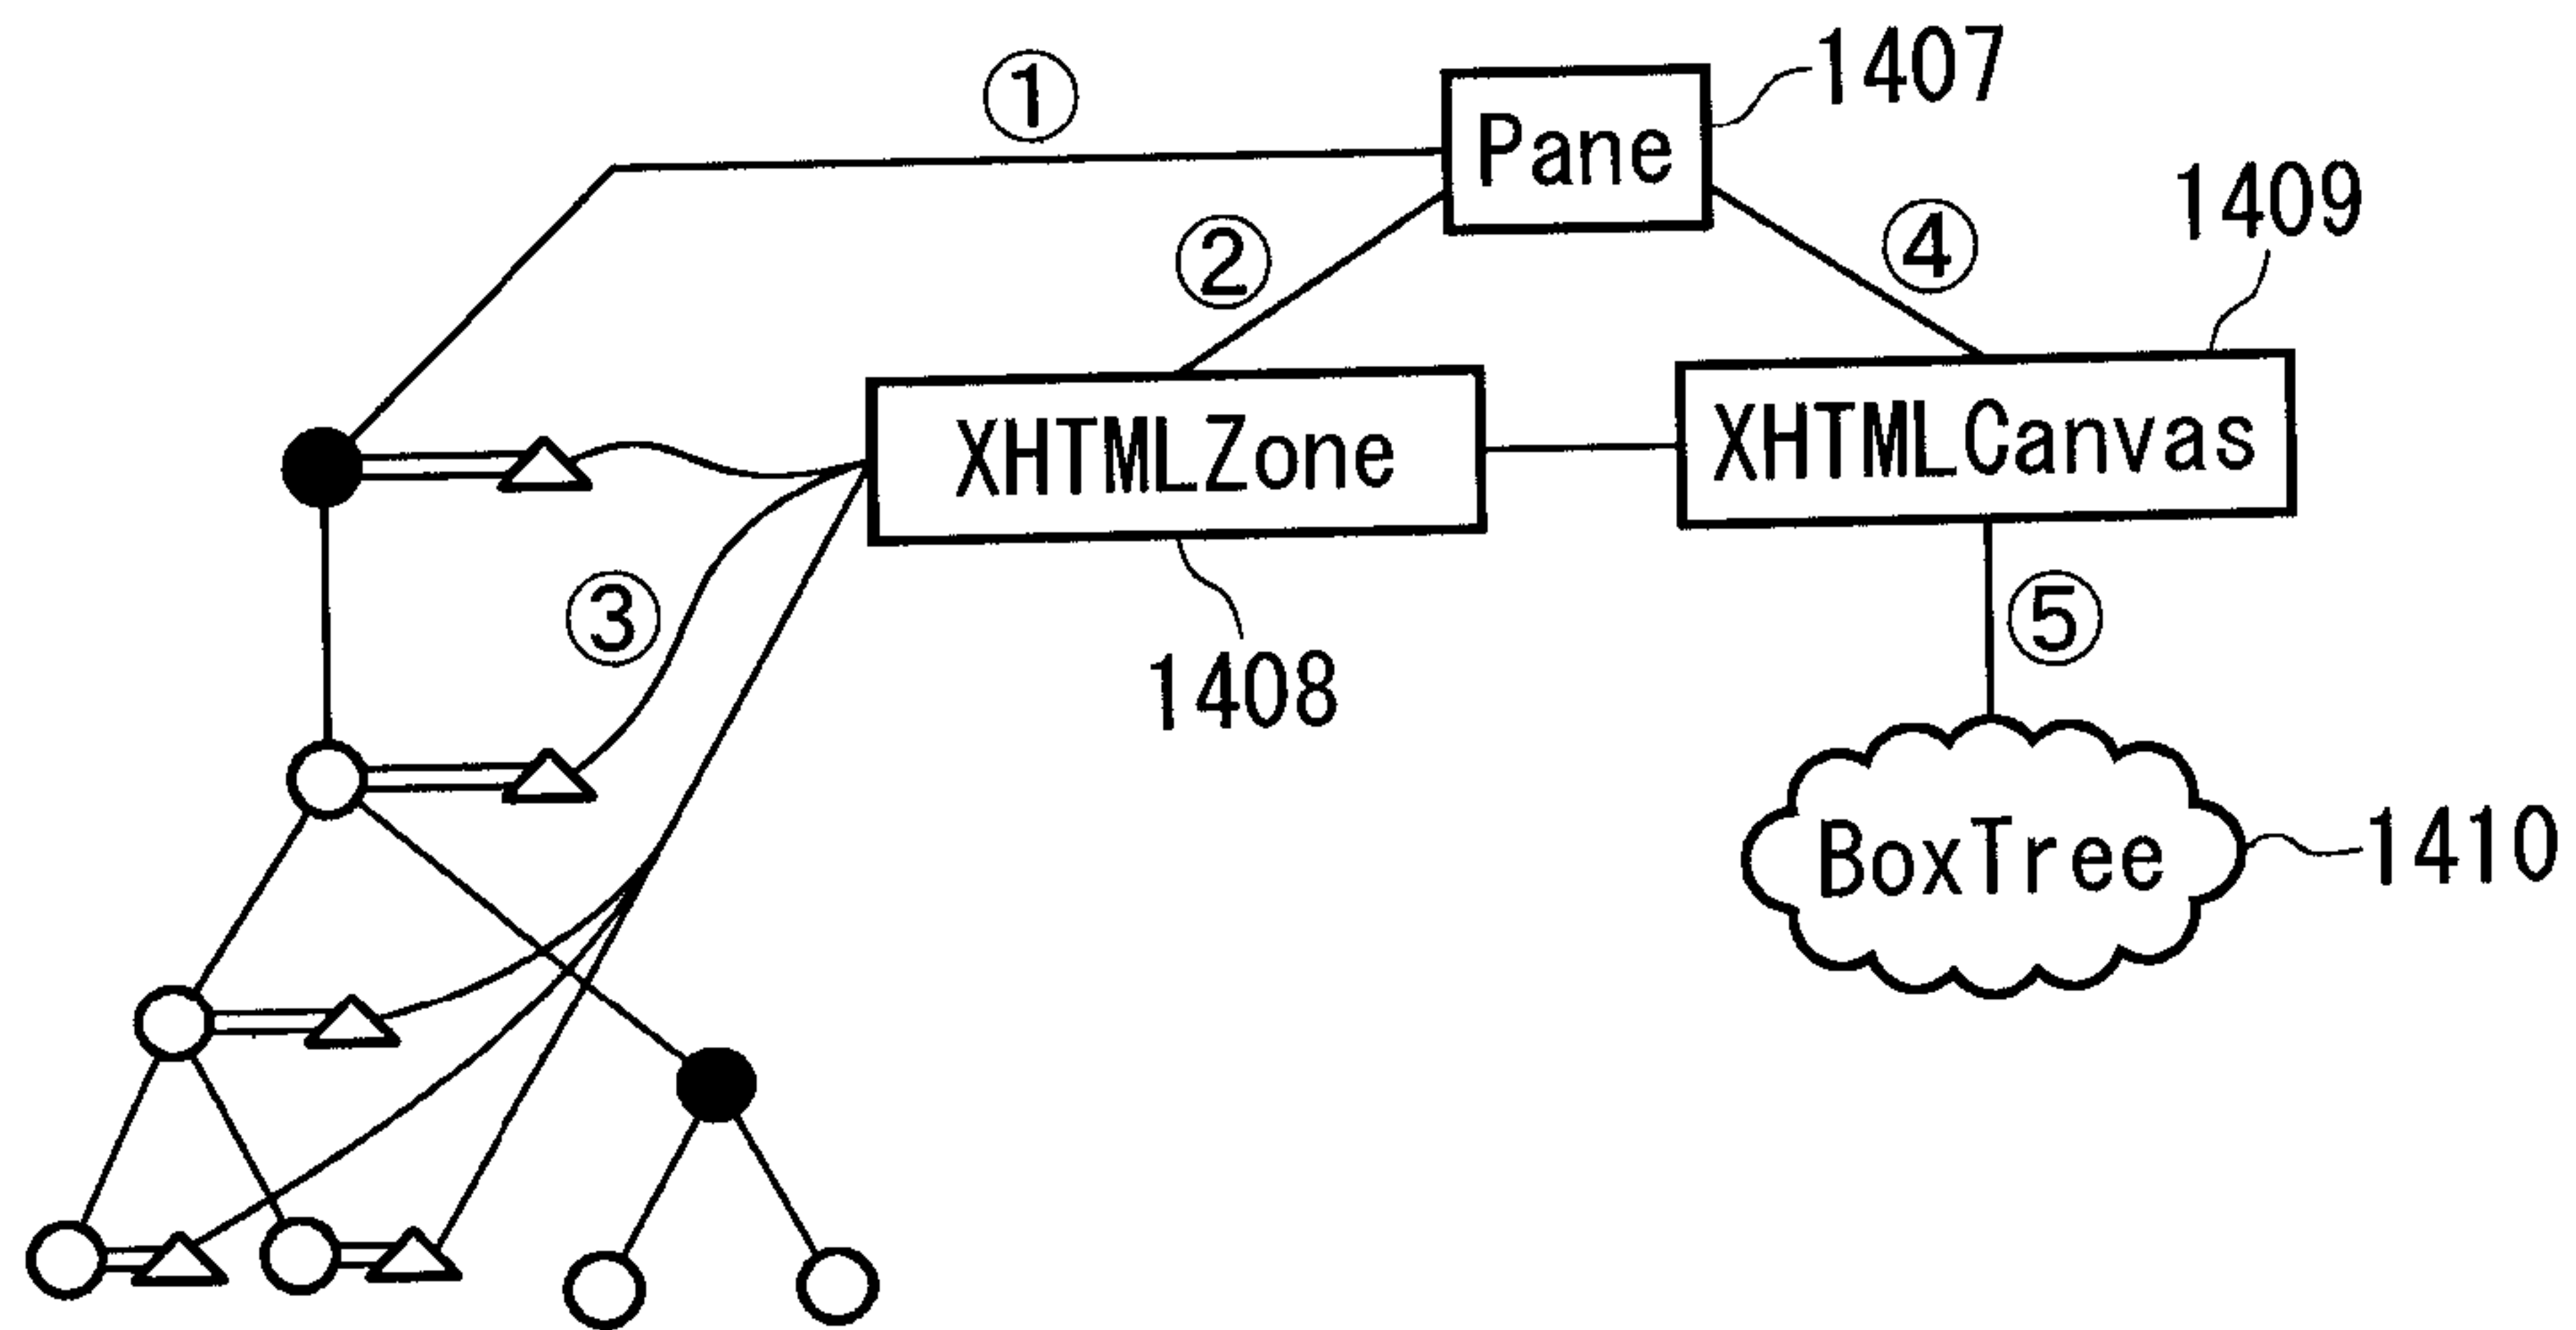 ①
Pane
1407
②
④
1409
XHTMLZone
XHTMLCanvas
③
1408
⑤
BoxTree
1410